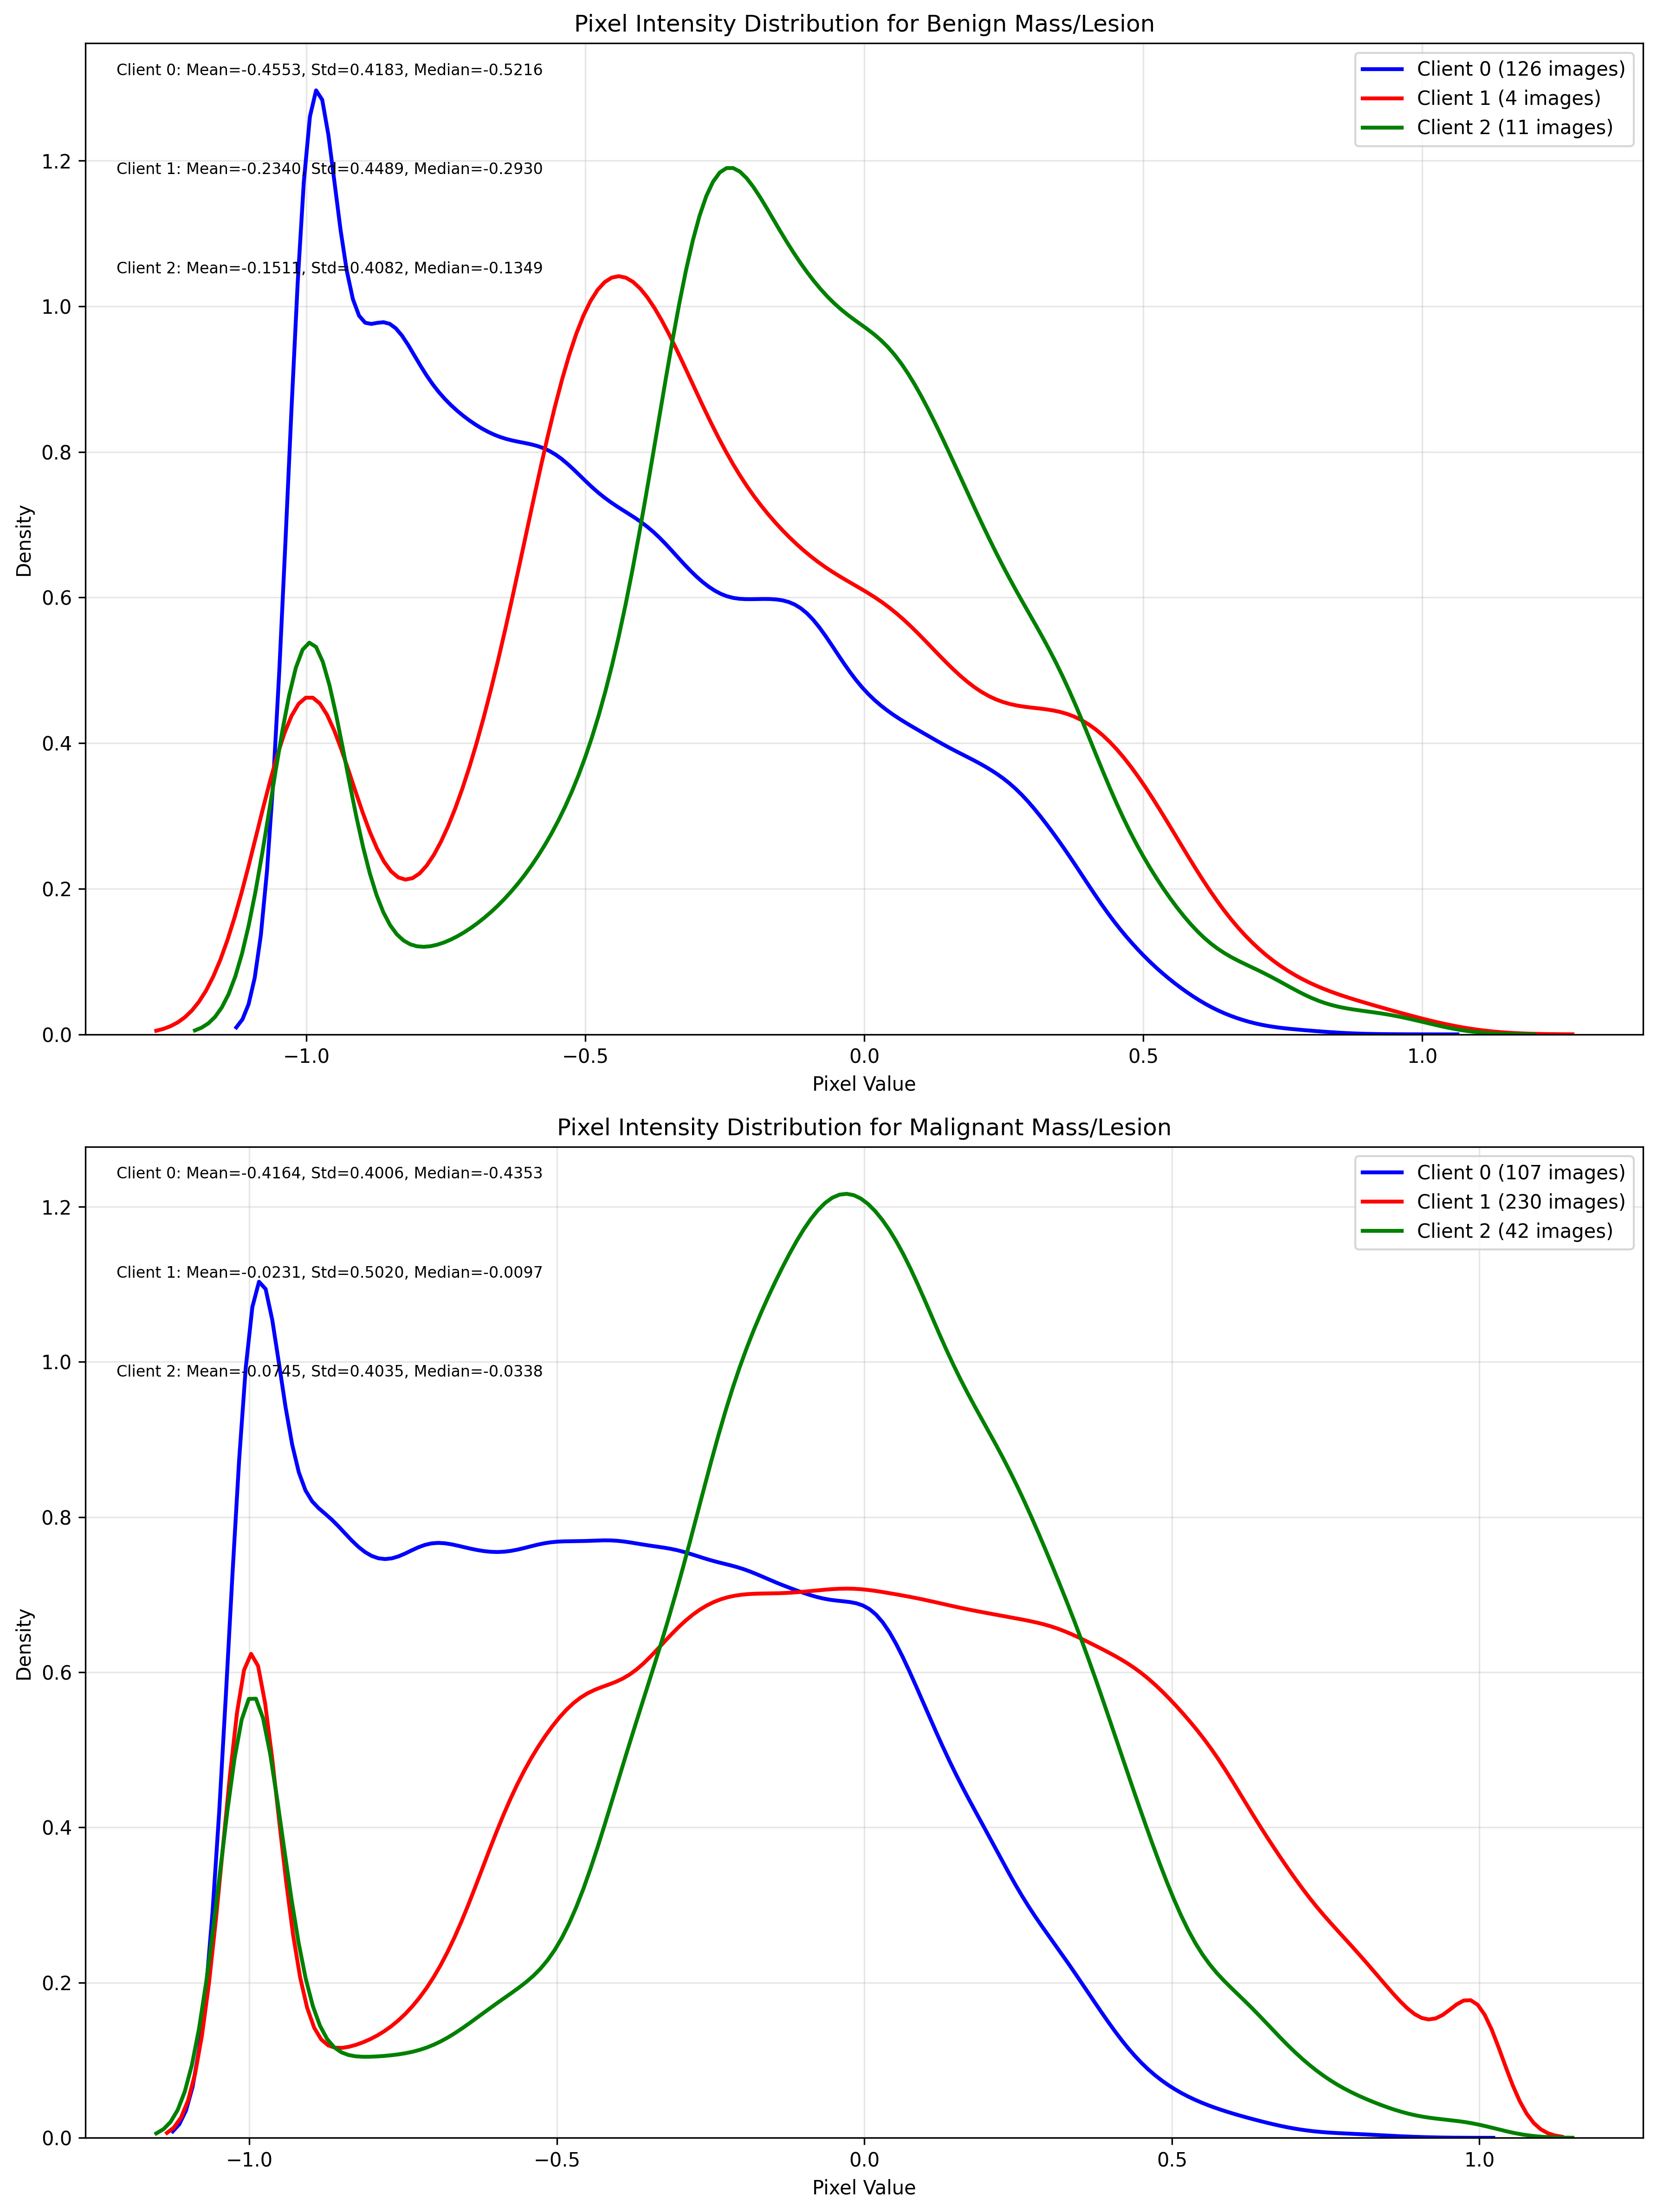 Pixel Intensity Distribution for Benign Mass/Lesion
Client 0: Mean=-0.4553, Std=0.4183, Median=-0.5216
Client 1: Mean=-0.2340, Std=0.4489, Median=-0.2930
Client 2: Mean=-0.1511, Std=0.4082, Median=-0.1349
Client 0 (126 images)
Client 1 (4 images)
Client 2 (11 images)
Density
1.2
1.0
0.8
0.6
0.4
0.2
0.0
−1.0 −0.5 0.0 0.5 1.0
Pixel Value
Pixel Intensity Distribution for Malignant Mass/Lesion
Client 0: Mean=-0.4164, Std=0.4006, Median=-0.4353
Client 1: Mean=-0.0231, Std=0.5020, Median=-0.0097
Client 2: Mean=-0.0745, Std=0.4035, Median=-0.0338
Client 0 (107 images)
Client 1 (230 images)
Client 2 (42 images)
Density
1.2
1.0
0.8
0.6
0.4
0.2
0.0
−1.0 −0.5 0.0 0.5 1.0
Pixel Value